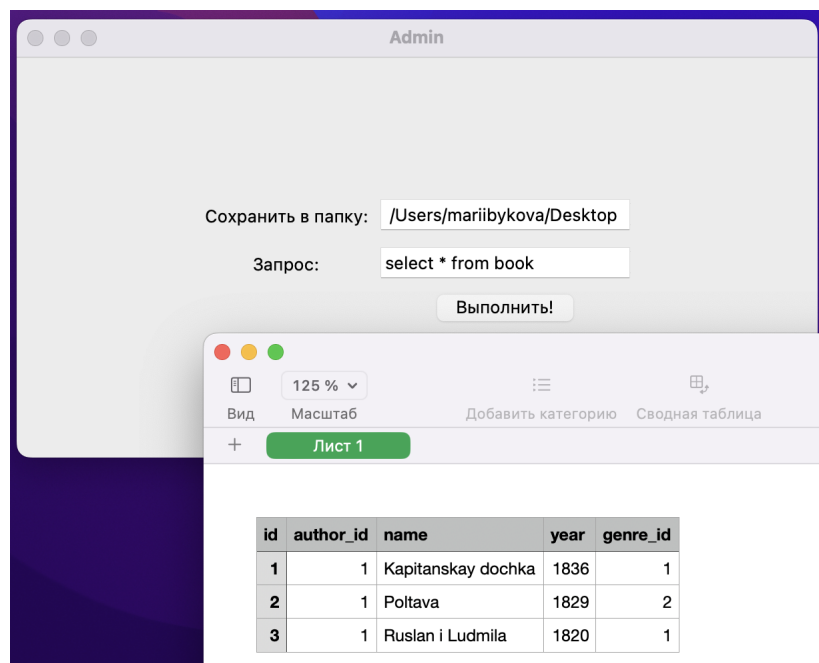 Admin
Сохранить в папку: /Users/mariibykova/Desktop
Запрос: select * from book
Выполнить!
125 %
Вид Масштаб Добавить категорию Сводная таблица
+ Лист 1
id author_id name year genre_id
1 1 Kapitanskay dochka 1836 1
2 1 Poltava 1829 2
3 1 Ruslan i Ludmila 1820 1